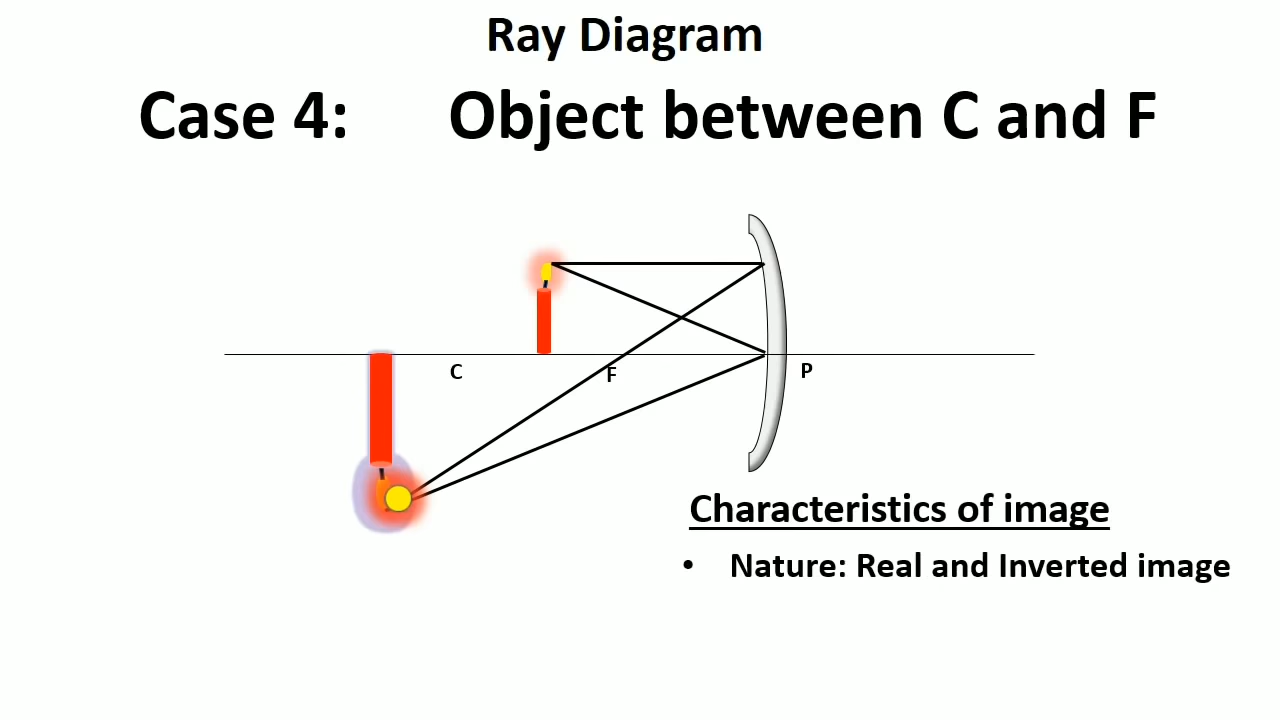 Ray Diagram
Case 4: Object between C and F
C
F
P
Characteristics of image
• Nature: Real and Inverted image